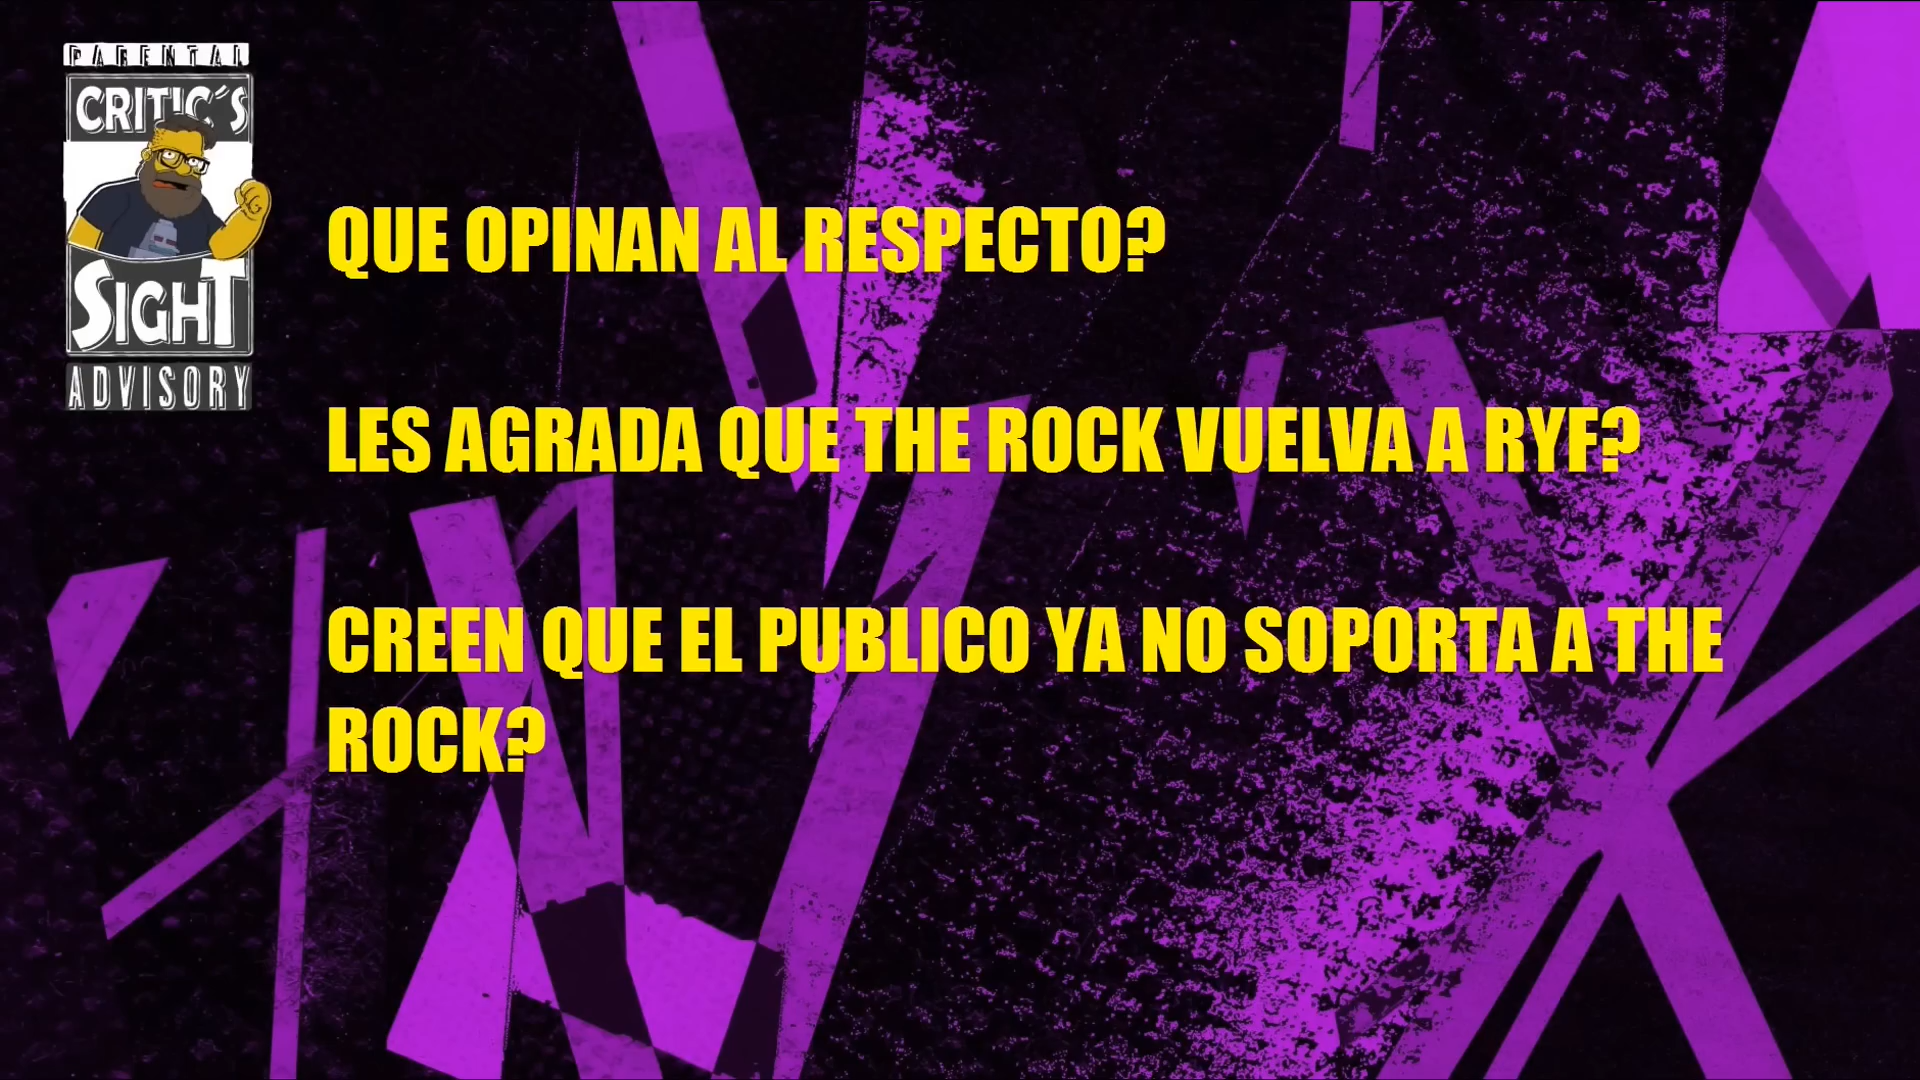 PARENTAL
CRITIC´S
SIGHT
ADVISORY
QUE OPINAN AL RESPECTO?
LES AGRADA QUE THE ROCK VUELVA A RYF?
CREEN QUE EL PUBLICO YA NO SOPORTA A THE
ROCK?